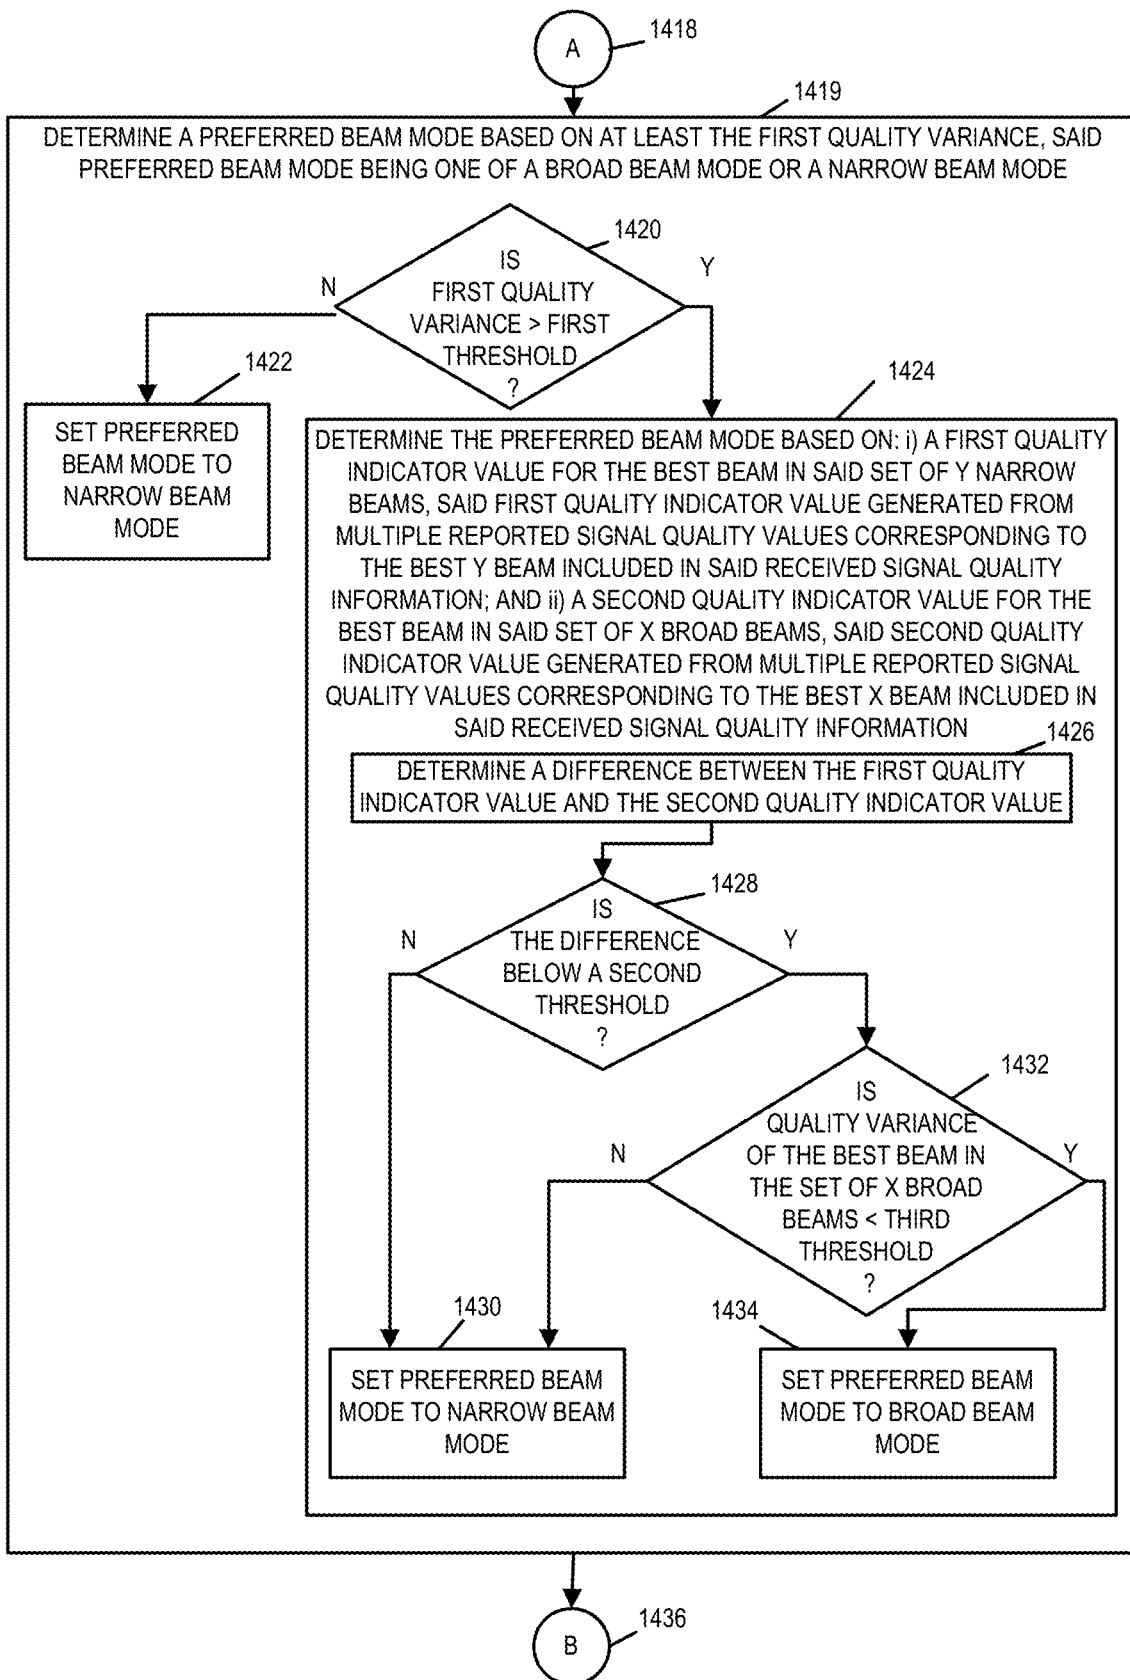 A
1418
1419
DETERMINE A PREFERRED BEAM MODE BASED ON AT LEAST THE FIRST QUALITY VARIANCE, SAID
PREFERRED BEAM MODE BEING ONE OF A BROAD BEAM MODE OR A NARROW BEAM MODE
1420
IS
FIRST QUALITY
VARIANCE > FIRST
THRESHOLD
?
N
Y
1422
SET PREFERRED
BEAM MODE TO
NARROW BEAM
MODE
1424
DETERMINE THE PREFERRED BEAM MODE BASED ON: i) A FIRST QUALITY
INDICATOR VALUE FOR THE BEST BEAM IN SAID SET OF Y NARROW
BEAMS, SAID FIRST QUALITY INDICATOR VALUE GENERATED FROM
MULTIPLE REPORTED SIGNAL QUALITY VALUES CORRESPONDING TO
THE BEST Y BEAM INCLUDED IN SAID RECEIVED SIGNAL QUALITY
INFORMATION; AND ii) A SECOND QUALITY INDICATOR VALUE FOR THE
BEST BEAM IN SAID SET OF X BROAD BEAMS, SAID SECOND QUALITY
INDICATOR VALUE GENERATED FROM MULTIPLE REPORTED SIGNAL
QUALITY VALUES CORRESPONDING TO THE BEST X BEAM INCLUDED IN
SAID RECEIVED SIGNAL QUALITY INFORMATION
1426
DETERMINE A DIFFERENCE BETWEEN THE FIRST QUALITY
INDICATOR VALUE AND THE SECOND QUALITY INDICATOR VALUE
1428
IS
THE DIFFERENCE
BELOW A SECOND
THRESHOLD
?
N
Y
1432
IS
QUALITY VARIANCE
OF THE BEST BEAM IN
THE SET OF X BROAD
BEAMS < THIRD
THRESHOLD
?
N
Y
1430
SET PREFERRED BEAM
MODE TO NARROW BEAM
MODE
1434
SET PREFERRED BEAM
MODE TO BROAD BEAM
MODE
B
1436